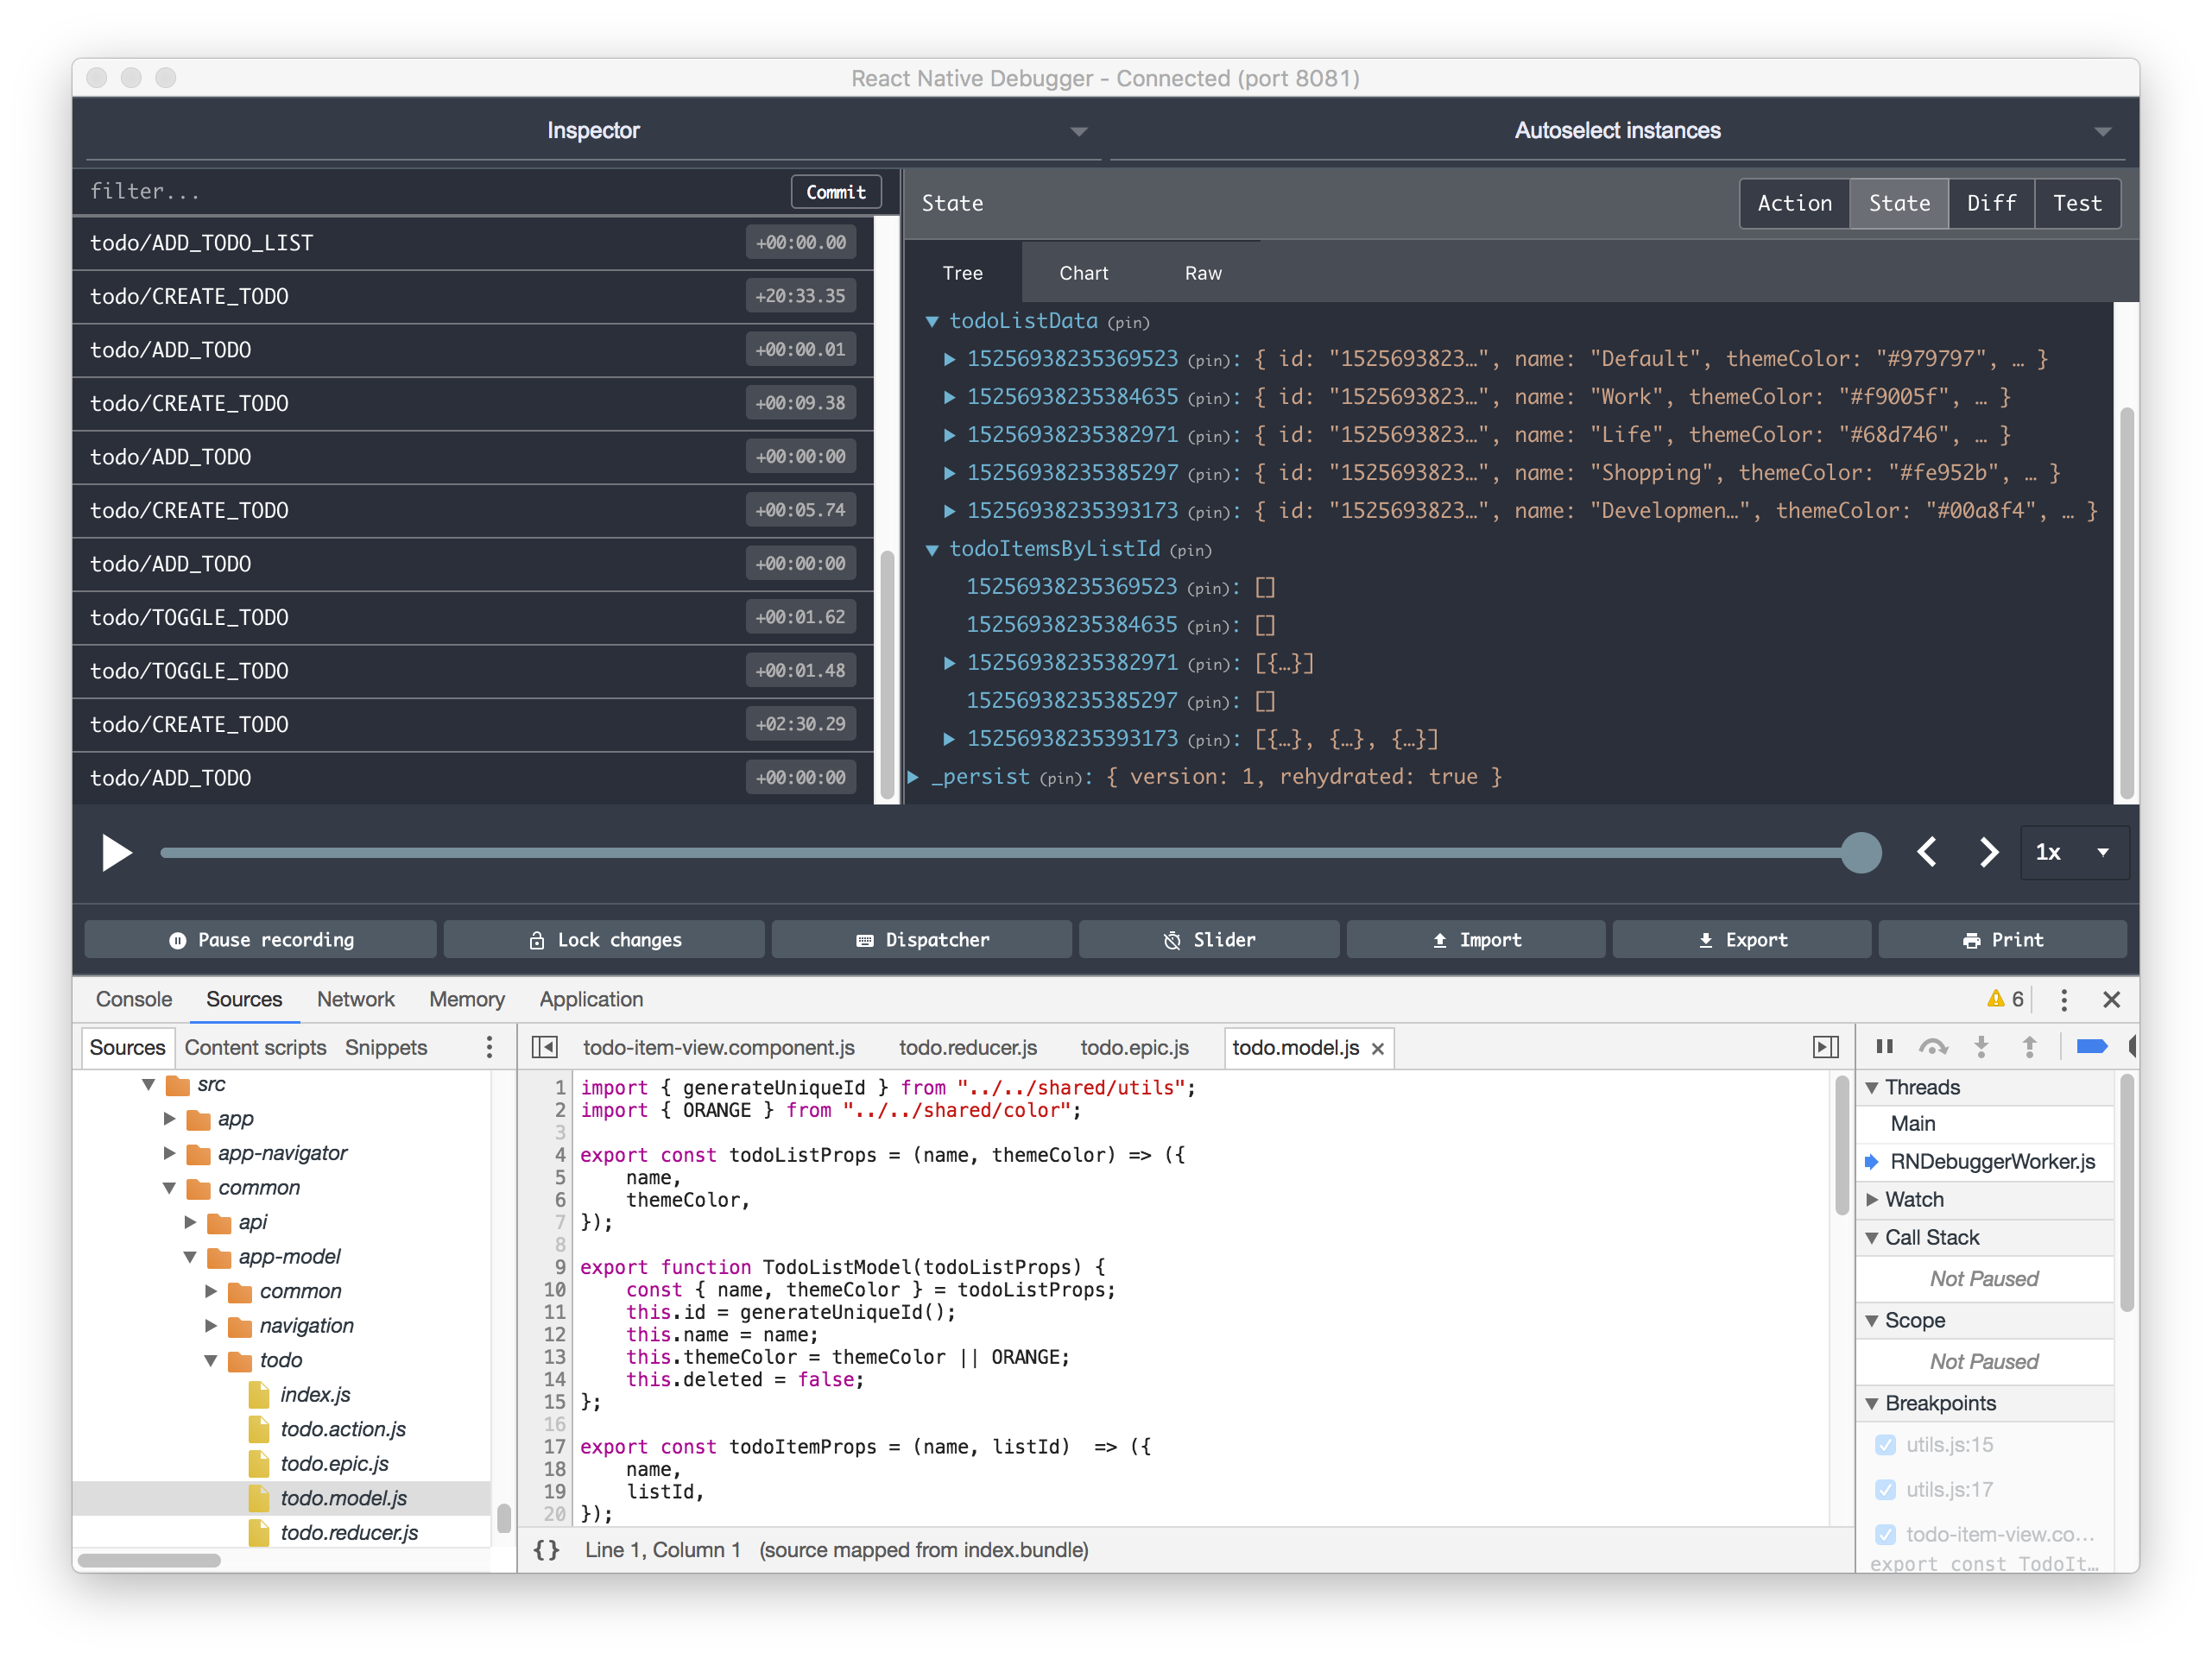 React Native Debugger - Connected (port 8081)
Inspector
Autoselect instances
filter...
Commit
todo/ADD_TODO_LIST +00:00.00
todo/CREATE_TODO +20:33.35
todo/ADD_TODO +00:00.01
todo/CREATE_TODO +00:09.38
todo/ADD_TODO +00:00:00
todo/CREATE_TODO +00:05.74
todo/ADD_TODO +00:00:00
todo/TOGGLE_TODO +00:01.62
todo/TOGGLE_TODO +00:01.48
todo/CREATE_TODO +02:30.29
todo/ADD_TODO +00:00:00
State
Action State Diff Test
Tree Chart Raw
todoListData (pin)
15256938235369523 (pin): { id: "1525693823…", name: "Default", themeColor: "#979797", … }
15256938235384635 (pin): { id: "1525693823…", name: "Work", themeColor: "#f9005f", … }
15256938235382971 (pin): { id: "1525693823…", name: "Life", themeColor: "#68d746", … }
15256938235385297 (pin): { id: "1525693823…", name: "Shopping", themeColor: "#fe952b", … }
15256938235393173 (pin): { id: "1525693823…", name: "Developmen…", themeColor: "#00a8f4", … }
todoItemsByListId (pin)
15256938235369523 (pin): []
15256938235384635 (pin): []
15256938235382971 (pin): [{…}]
15256938235385297 (pin): []
15256938235393173 (pin): [{…}, {…}, {…}]
_persist (pin): { version: 1, rehydrated: true }
1x
Pause recording
Lock changes
Dispatcher
Slider
Import
Export
Print
Console Sources Network Memory Application
6
Sources Content scripts Snippets
src
app
app-navigator
common
api
app-model
common
navigation
todo
index.js
todo.action.js
todo.epic.js
todo.model.js
todo.reducer.js
todo-item-view.component.js todo.reducer.js todo.epic.js todo.model.js
1 import { generateUniqueId } from "../../shared/utils";
2 import { ORANGE } from "../../shared/color";
3
4 export const todoListProps = (name, themeColor) => ({
5 name,
6 themeColor,
7 });
8
9 export function TodoListModel(todoListProps) {
10 const { name, themeColor } = todoListProps;
11 this.id = generateUniqueId();
12 this.name = name;
13 this.themeColor = themeColor || ORANGE;
14 this.deleted = false;
15 };
16
17 export const todoItemProps = (name, listId)  => ({
18 name,
19 listId,
20 });
{} Line 1, Column 1 (source mapped from index.bundle)
Threads
Main
RNDebuggerWorker.js
Watch
Call Stack
Not Paused
Scope
Not Paused
Breakpoints
utils.js:15
utils.js:17
todo-item-view.co…
export const TodoIt…